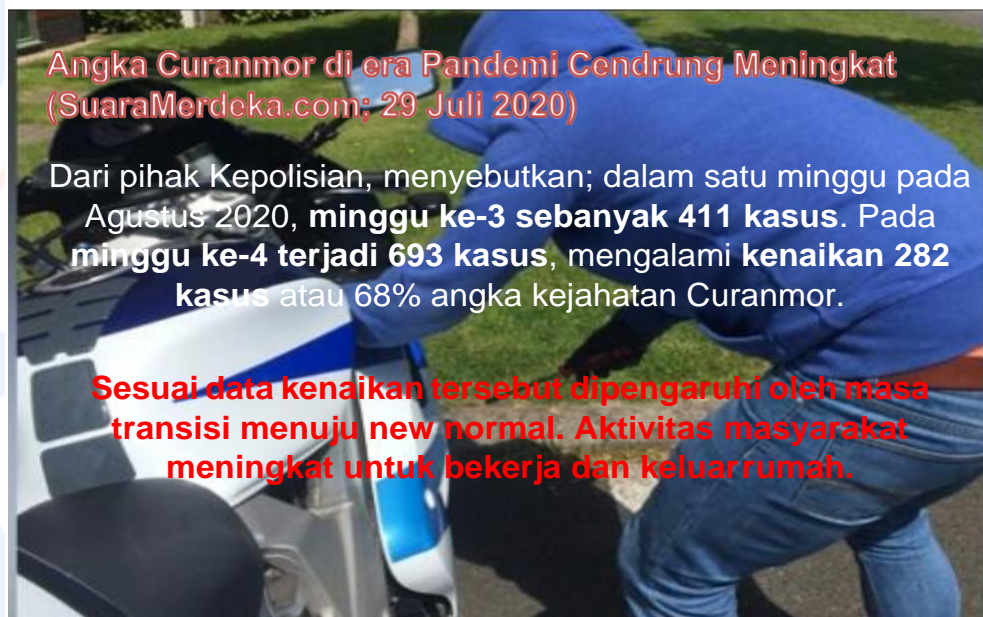 Angka Curanmor di era Pandemi Cendrung Meningkat
(SuaraMerdeka.com; 29 Juli 2020)
Dari pihak Kepolisian, menyebutkan; dalam satu minggu pada
Agustus 2020, minggu ke-3 sebanyak 411 kasus. Pada
minggu ke-4 terjadi 693 kasus, mengalami kenaikan 282
kasus atau 68% angka kejahatan Curanmor.
Sesuai data kenaikan tersebut dipengaruhi oleh masa
transisi menuju new normal. Aktivitas masyarakat
meningkat untuk bekerja dan keluar rumah.